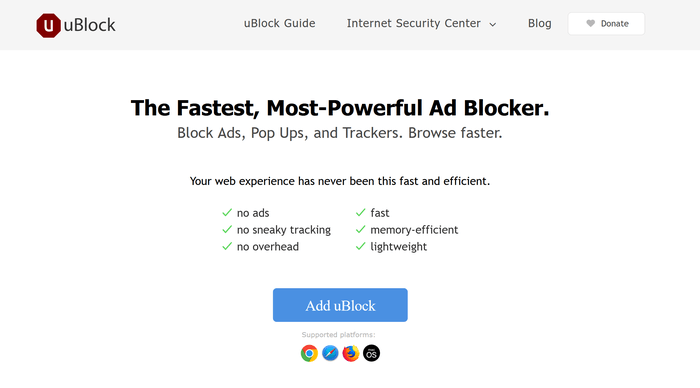 uBlock
uBlock Guide
Internet Security Center
Blog
Donate
The Fastest, Most-Powerful Ad Blocker.
Block Ads, Pop Ups, and Trackers. Browse faster.
Your web experience has never been this fast and efficient.
no ads
fast
no sneaky tracking
memory-efficient
no overhead
lightweight
Add uBlock
Supported platforms:
OS